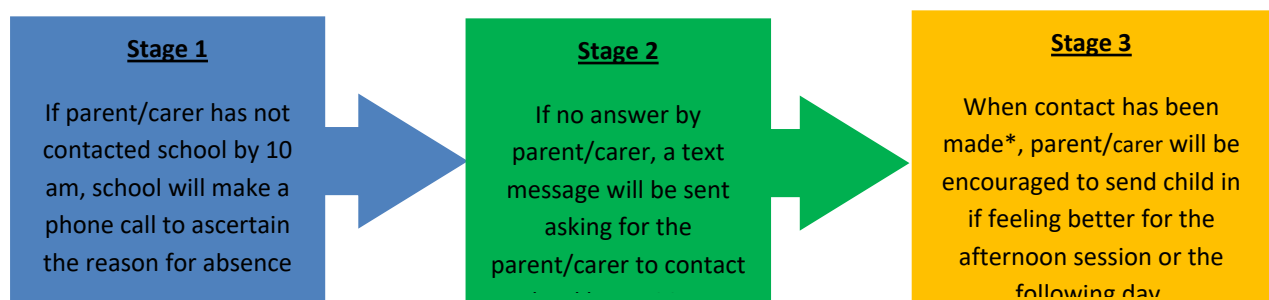 Stage 1
If parent/carer has not
contacted school by 10
am, school will make a
phone call to ascertain
the reason for absence
Stage 2
If no answer by
parent/carer, a text
message will be sent
asking for the
parent/carer to contact
Stage 3
When contact has been
made*, parent/carer will be
encouraged to send child in
if feeling better for the
afternoon session or the
following day